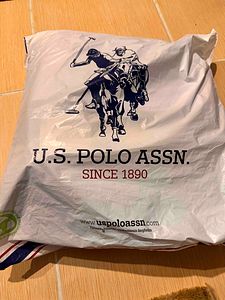 U.S. POLO ASSN.
SINCE 1890
www.uspoloassn.com